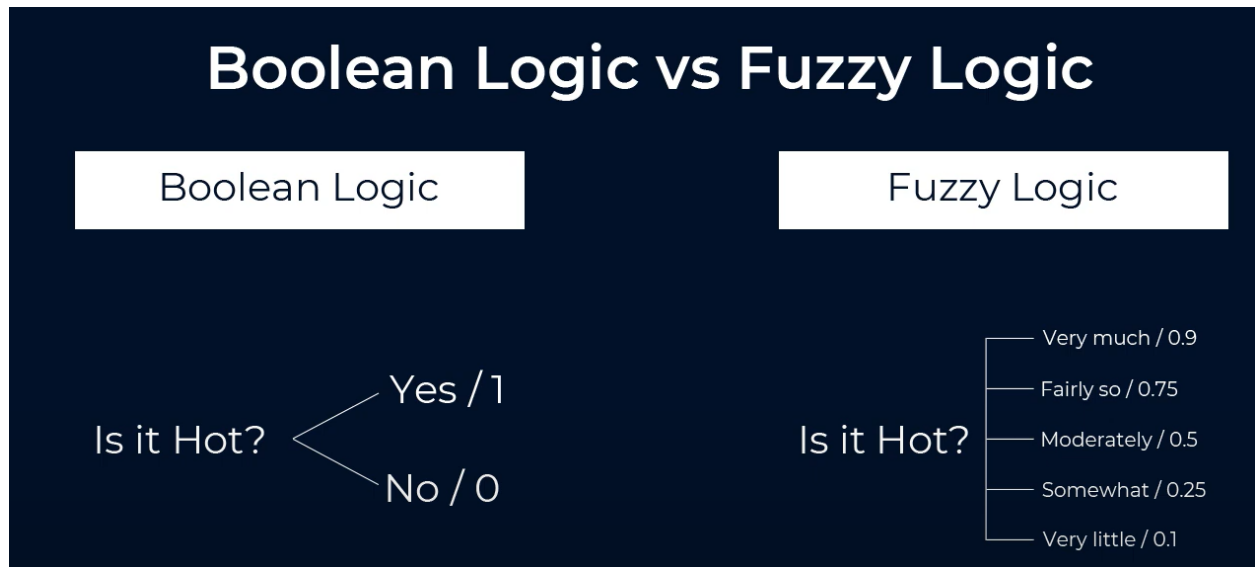 Boolean Logic vs Fuzzy Logic
Boolean Logic
Is it Hot?
Yes / 1
No / 0
Fuzzy Logic
Is it Hot?
Very much / 0.9
Fairly so / 0.75
Moderately / 0.5
Somewhat / 0.25
Very little / 0.1